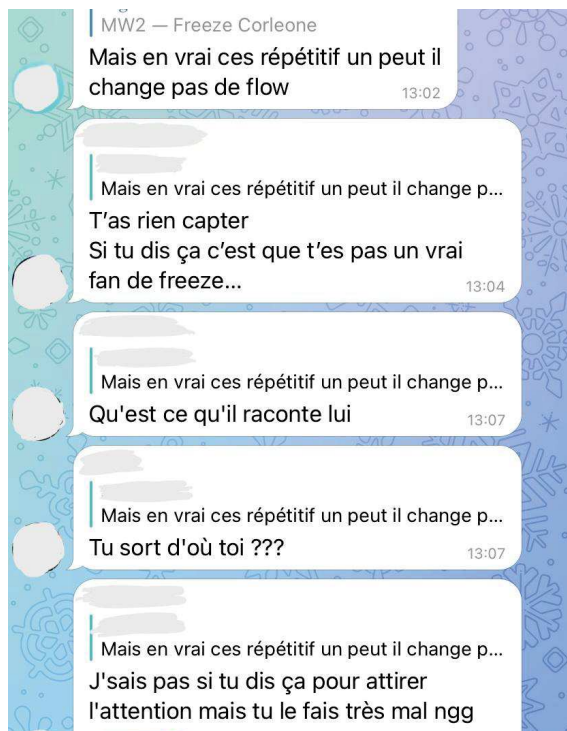 MW2 — Freeze Corleone
Mais en vrai ces répétitif un peut il
change pas de flow
13:02
Mais en vrai ces répétitif un peut il change p...
T'as rien capter
Si tu dis ça c'est que t'es pas un vrai
fan de freeze...
13:04
Mais en vrai ces répétitif un peut il change p...
Qu'est ce qu'il raconte lui
13:07
Mais en vrai ces répétitif un peut il change p...
Tu sort d'où toi ???
13:07
Mais en vrai ces répétitif un peut il change p...
J'sais pas si tu dis ça pour attirer
l'attention mais tu le fais très mal ngg